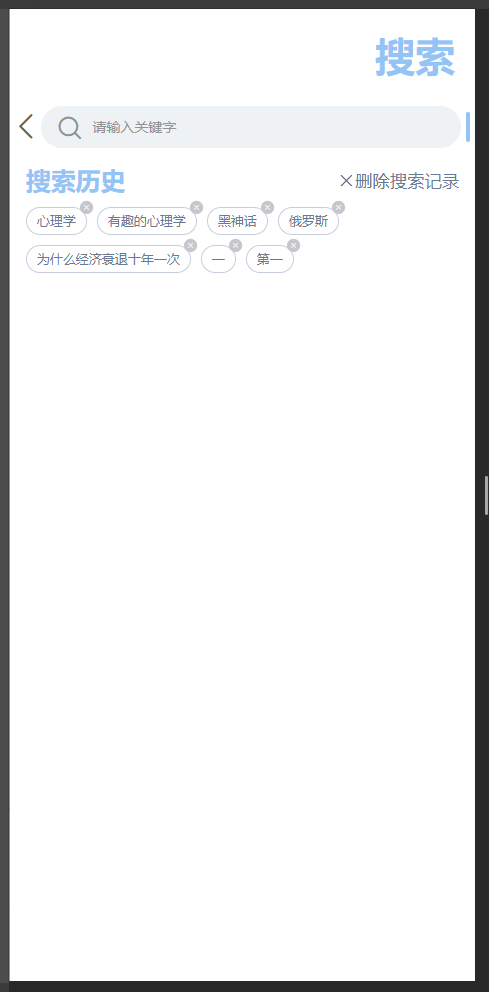 搜索
请输入关键字
搜索历史 删除搜索记录
心理学 有趣的心理学 黑神话 俄罗斯
为什么经济衰退十年一次 一 第一